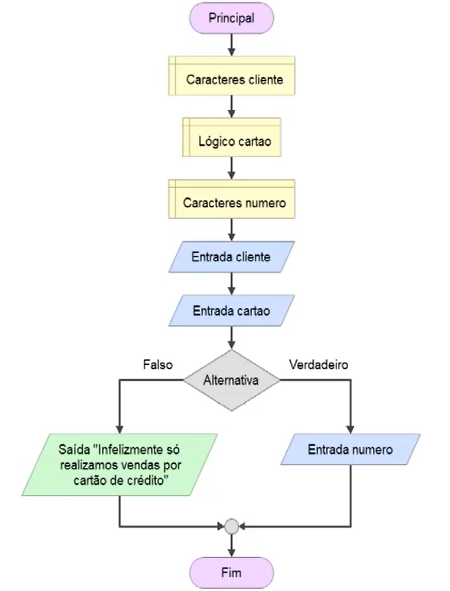 Principal
Caracteres cliente
Lógico cartao
Caracteres numero
Entrada cliente
Entrada cartao
Falso
Alternativa
Verdadeiro
Saída "Infelizmente só
realizamos vendas por
cartão de crédito"
Entrada numero
Fim